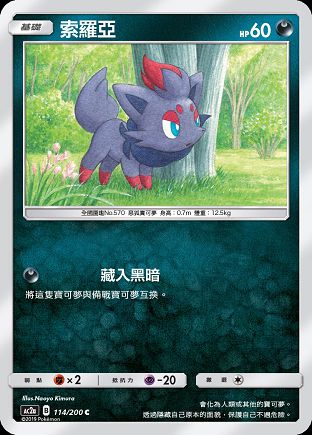 基礎 索羅亞 HP60
全國圖鑑No.570 惡狐寶可夢 身高：0.7m 體重：12.5kg
藏入黑暗
將這隻寶可夢與備戰寶可夢互換。
弱點 ×2 抵抗力 -20 撤退
Illus.Naoyo Kimura
AC2a B 114/200 C
©2019 Pokémon
會化為人類或其他的寶可夢。
透過隱藏自己原本的面貌，保護自己不遇危險。